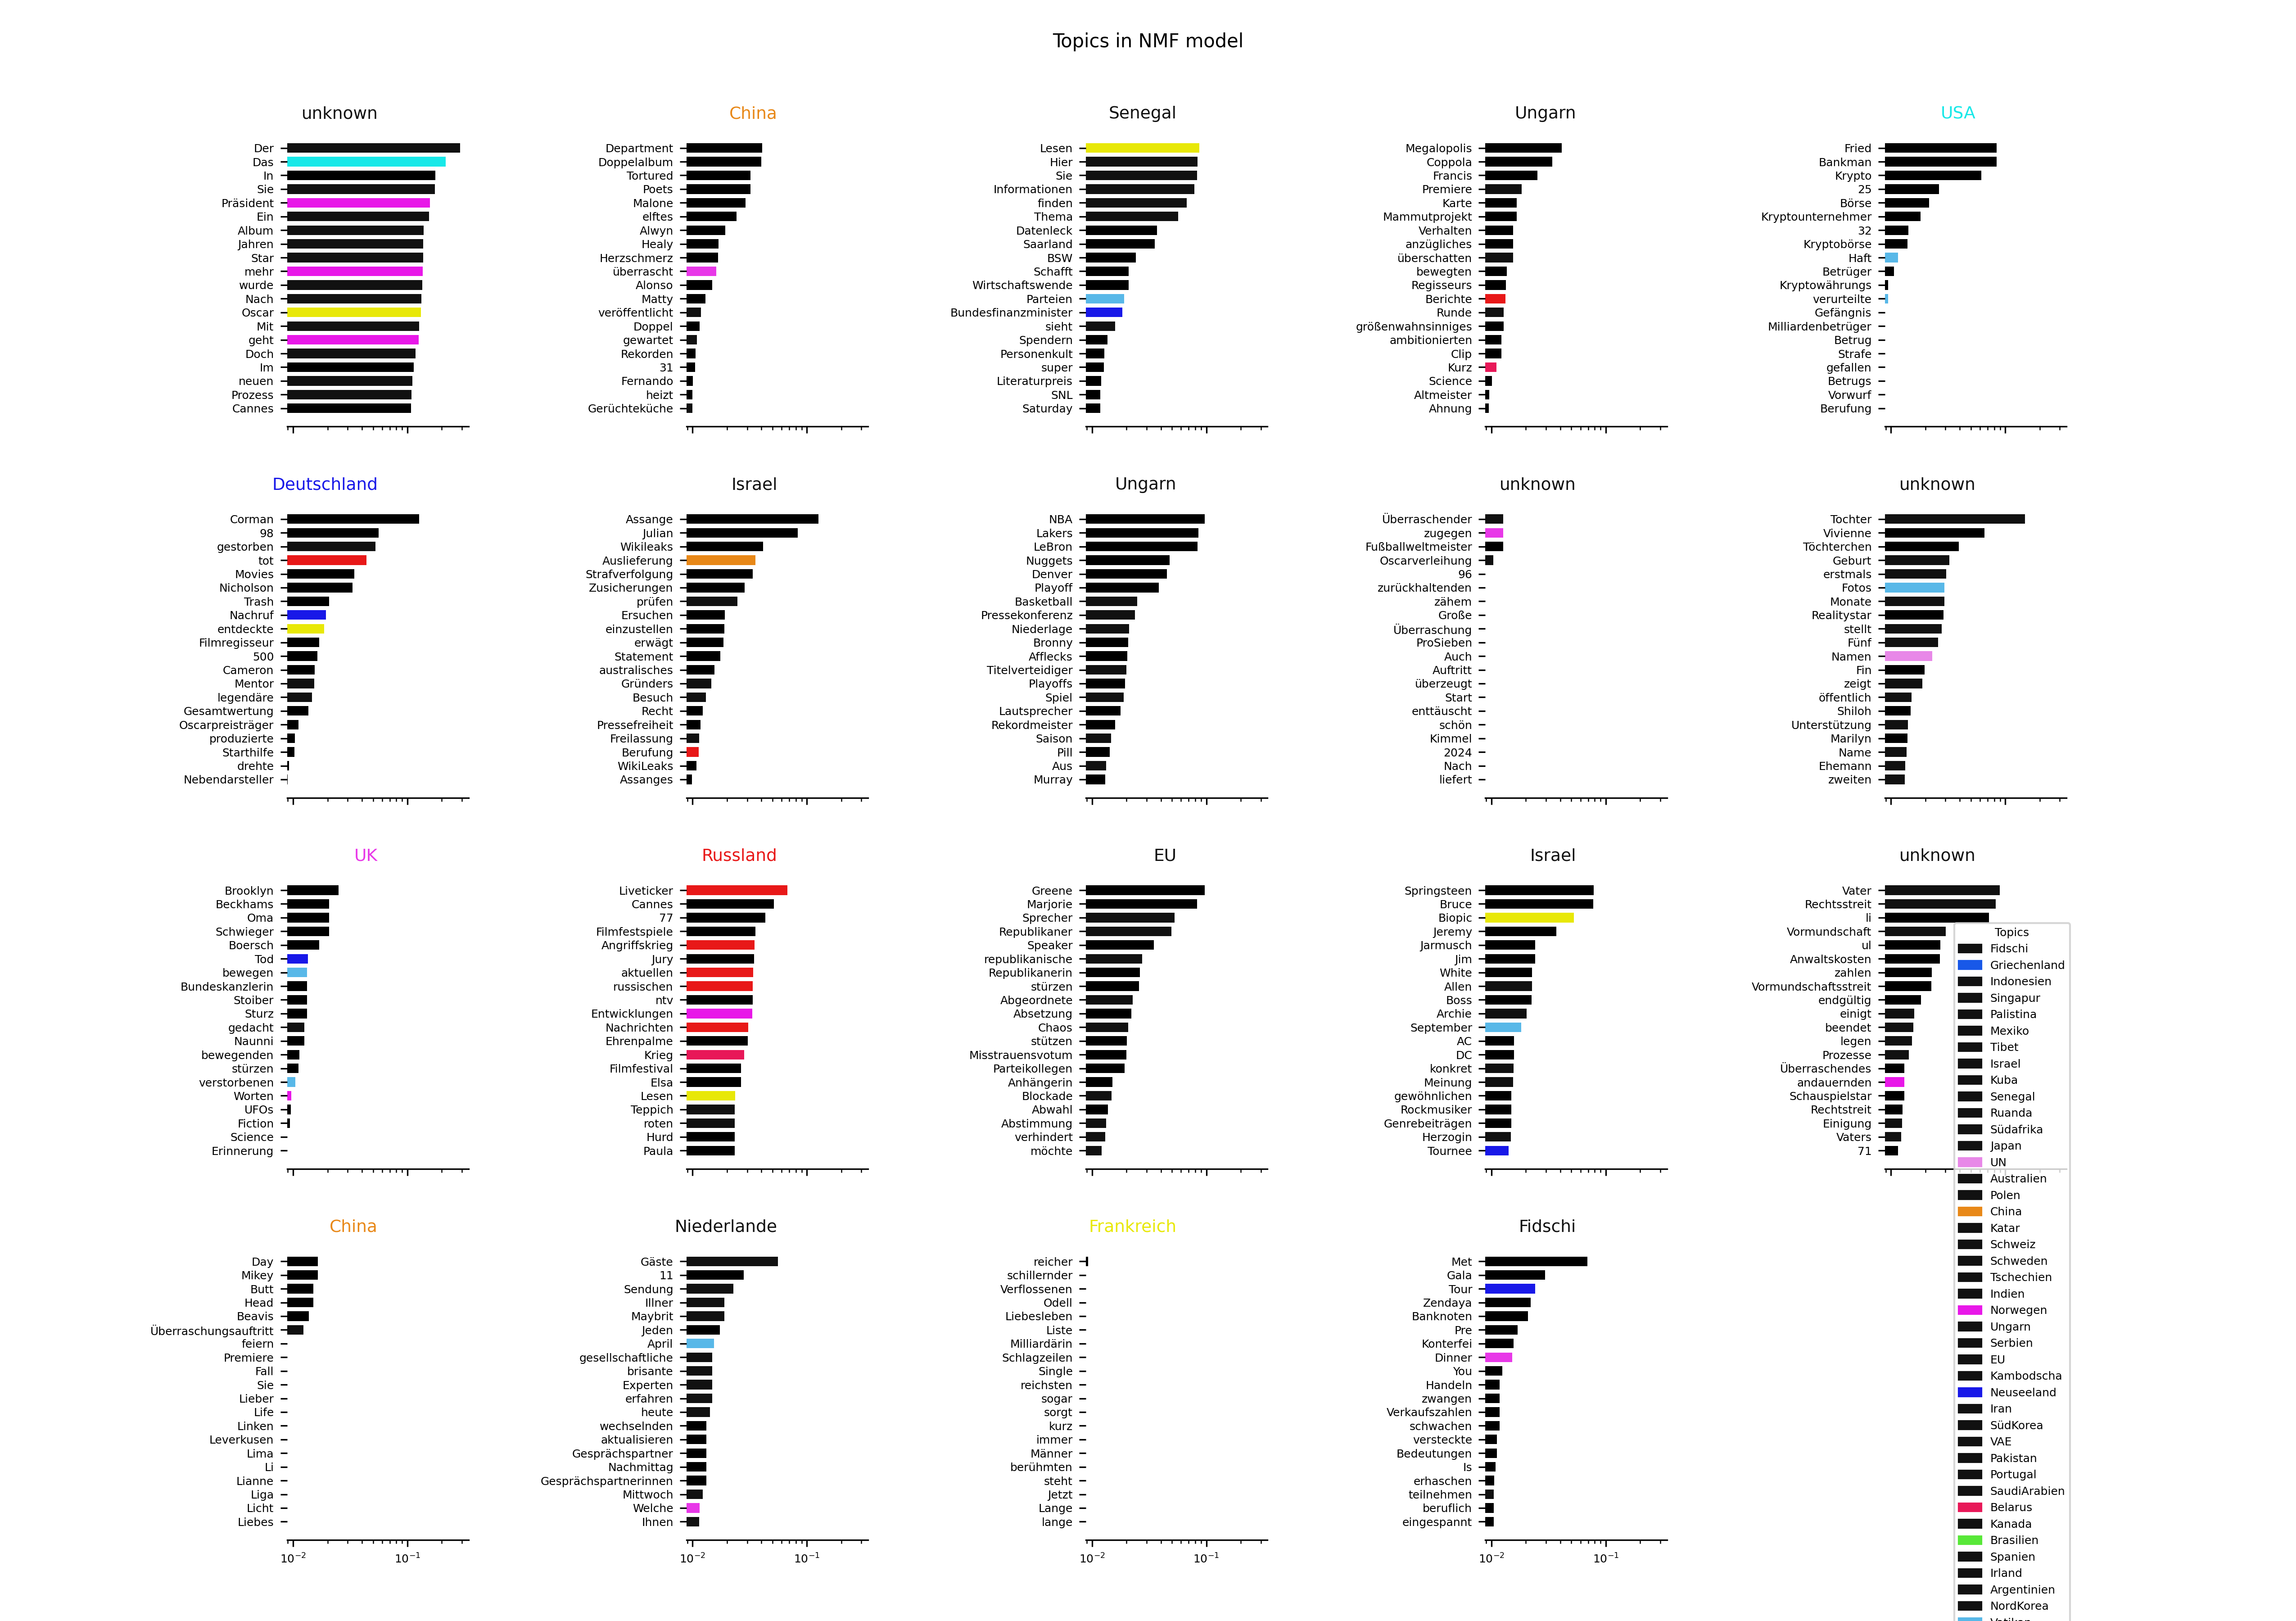 Topics in NMF model
unknown
Der
Das
In
Sie
Präsident
Ein
Album
Jahren
Star
mehr
wurde
Nach
Oscar
Mit
geht
Doch
Im
neuen
Prozess
Cannes
China
Department
Doppelalbum
Tortured
Poets
Malone
elftes
Alwyn
Healy
Herzschmerz
überrascht
Alonso
Matty
veröffentlicht
Doppel
gewartet
Rekorden
31
Fernando
heizt
Gerüchteküche
Senegal
Lesen
Hier
Sie
Informationen
finden
Thema
Datenleck
Saarland
BSW
Schafft
Wirtschaftswende
Parteien
Bundesfinanzminister
sieht
Spendern
Personenkult
super
Literaturpreis
SNL
Saturday
Ungarn
Megalopolis
Coppola
Francis
Premiere
Karte
Mammutprojekt
Verhalten
anzügliches
überschatten
bewegten
Regisseurs
Berichte
Runde
größenwahnsinniges
ambitionierten
Clip
Kurz
Science
Altmeister
Ahnung
USA
Fried
Bankman
Krypto
25
Börse
Kryptounternehmer
32
Kryptobörse
Haft
Betrüger
Kryptowährungs
verurteilte
Gefängnis
Milliardenbetrüger
Betrug
Strafe
gefallen
Betrugs
Vorwurf
Berufung
Deutschland
Corman
98
gestorben
tot
Movies
Nicholson
Trash
Nachruf
entdeckte
Filmregisseur
500
Cameron
Mentor
legendäre
Gesamtwertung
Oscarpreisträger
produzierte
Starthilfe
drehte
Nebendarsteller
Israel
Assange
Julian
Wikileaks
Auslieferung
Strafverfolgung
Zusicherungen
prüfen
Ersuchen
einzustellen
erwägt
Statement
australisches
Gründers
Besuch
Recht
Pressefreiheit
Freilassung
Berufung
WikiLeaks
Assanges
Ungarn
NBA
Lakers
LeBron
Nuggets
Denver
Playoff
Basketball
Pressekonferenz
Niederlage
Bronny
Afflecks
Titelverteidiger
Playoffs
Spiel
Lautsprecher
Rekordmeister
Saison
Pill
Aus
Murray
unknown
Überraschender
zugegen
Fußballweltmeister
Oscarverleihung
96
zurückhaltenden
zähem
Große
Überraschung
ProSieben
Auch
Auftritt
überzeugt
Start
enttäuscht
schön
Kimmel
2024
Nach
liefert
unknown
Tochter
Vivienne
Töchterchen
Geburt
erstmals
Fotos
Monate
Realitystar
stellt
Fünf
Namen
Fin
zeigt
öffentlich
Shiloh
Unterstützung
Marilyn
Name
Ehemann
zweiten
UK
Brooklyn
Beckhams
Oma
Schwieger
Boersch
Tod
bewegen
Bundeskanzlerin
Stoiber
Sturz
gedacht
Naunni
bewegenden
stürzen
verstorbenen
Worten
UFOs
Fiction
Science
Erinnerung
Russland
Liveticker
Cannes
77
Filmfestspiele
Angriffskrieg
Jury
aktuellen
russischen
ntv
Entwicklungen
Nachrichten
Ehrenpalme
Krieg
Filmfestival
Elsa
Lesen
Teppich
roten
Hurd
Paula
EU
Greene
Marjorie
Sprecher
Republikaner
Speaker
republikanische
Republikanerin
stürzen
Abgeordnete
Absetzung
Chaos
stützen
Misstrauensvotum
Parteikollegen
Anhängerin
Blockade
Abwahl
Abstimmung
verhindert
möchte
Israel
Springsteen
Bruce
Biopic
Jeremy
Jarmusch
Jim
White
Allen
Boss
Archie
September
AC
DC
konkret
Meinung
gewöhnlichen
Rockmusiker
Genrebeiträgen
Herzogin
Tournee
unknown
Vater
Rechtsstreit
li
Vormundschaft
ul
Anwaltskosten
zahlen
Vormundschaftsstreit
endgültig
einigt
beendet
legen
Prozesse
Überraschendes
andauernden
Schauspielstar
Rechtstreit
Einigung
Vaters
71
China
Day
Mikey
Butt
Head
Beavis
Überraschungsauftritt
feiern
Premiere
Fall
Sie
Lieber
Life
Linken
Leverkusen
Lima
Li
Lianne
Liga
Licht
Liebes
10⁻² 10⁻¹
Niederlande
Gäste
11
Sendung
Illner
Maybrit
Jeden
April
gesellschaftliche
brisante
Experten
erfahren
heute
wechselnden
aktualisieren
Gesprächspartner
Nachmittag
Gesprächspartnerinnen
Mittwoch
Welche
Ihnen
10⁻² 10⁻¹
Frankreich
reicher
schillernder
Verflossenen
Odell
Liebesleben
Liste
Milliardärin
Schlagzeilen
Single
reichsten
sogar
sorgt
kurz
immer
Männer
berühmten
steht
Jetzt
Lange
lange
10⁻² 10⁻¹
Fidschi
Met
Gala
Tour
Zendaya
Banknoten
Pre
Konterfei
Dinner
You
Handeln
zwangen
Verkaufszahlen
schwachen
versteckte
Bedeutungen
Is
erhaschen
teilnehmen
beruflich
eingespannt
10⁻² 10⁻¹
Topics
Fidschi
Griechenland
Indonesien
Singapur
Palistina
Mexiko
Tibet
Israel
Kuba
Senegal
Ruanda
Südafrika
Japan
UN
Australien
Polen
China
Katar
Schweiz
Schweden
Tschechien
Indien
Norwegen
Ungarn
Serbien
EU
Kambodscha
Neuseeland
Iran
SüdKorea
VAE
Pakistan
Portugal
SaudiArabien
Belarus
Kanada
Brasilien
Spanien
Irland
Argentinien
NordKorea